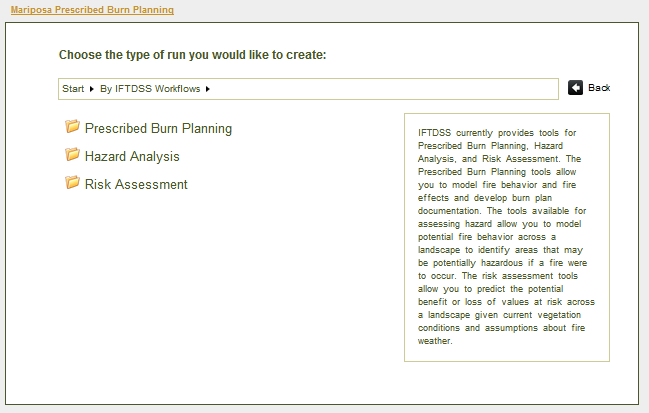 Mariposa Prescribed Burn Planning
Choose the type of run you would like to create:
Start By IFTDSS Workflows
Back
Prescribed Burn Planning
Hazard Analysis
Risk Assessment
IFTDSS currently provides tools for
Prescribed Burn Planning, Hazard
Analysis, and Risk Assessment. The
Prescribed Burn Planning tools allow
you to model fire behavior and fire
effects and develop burn plan
documentation. The tools available for
assessing hazard allow you to model
potential fire behavior across a
landscape to identify areas that may
be potentially hazardous if a fire were
to occur. The risk assessment tools
allow you to predict the potential
benefit or loss of values at risk across
a landscape given current vegetation
conditions and assumptions about fire
weather.